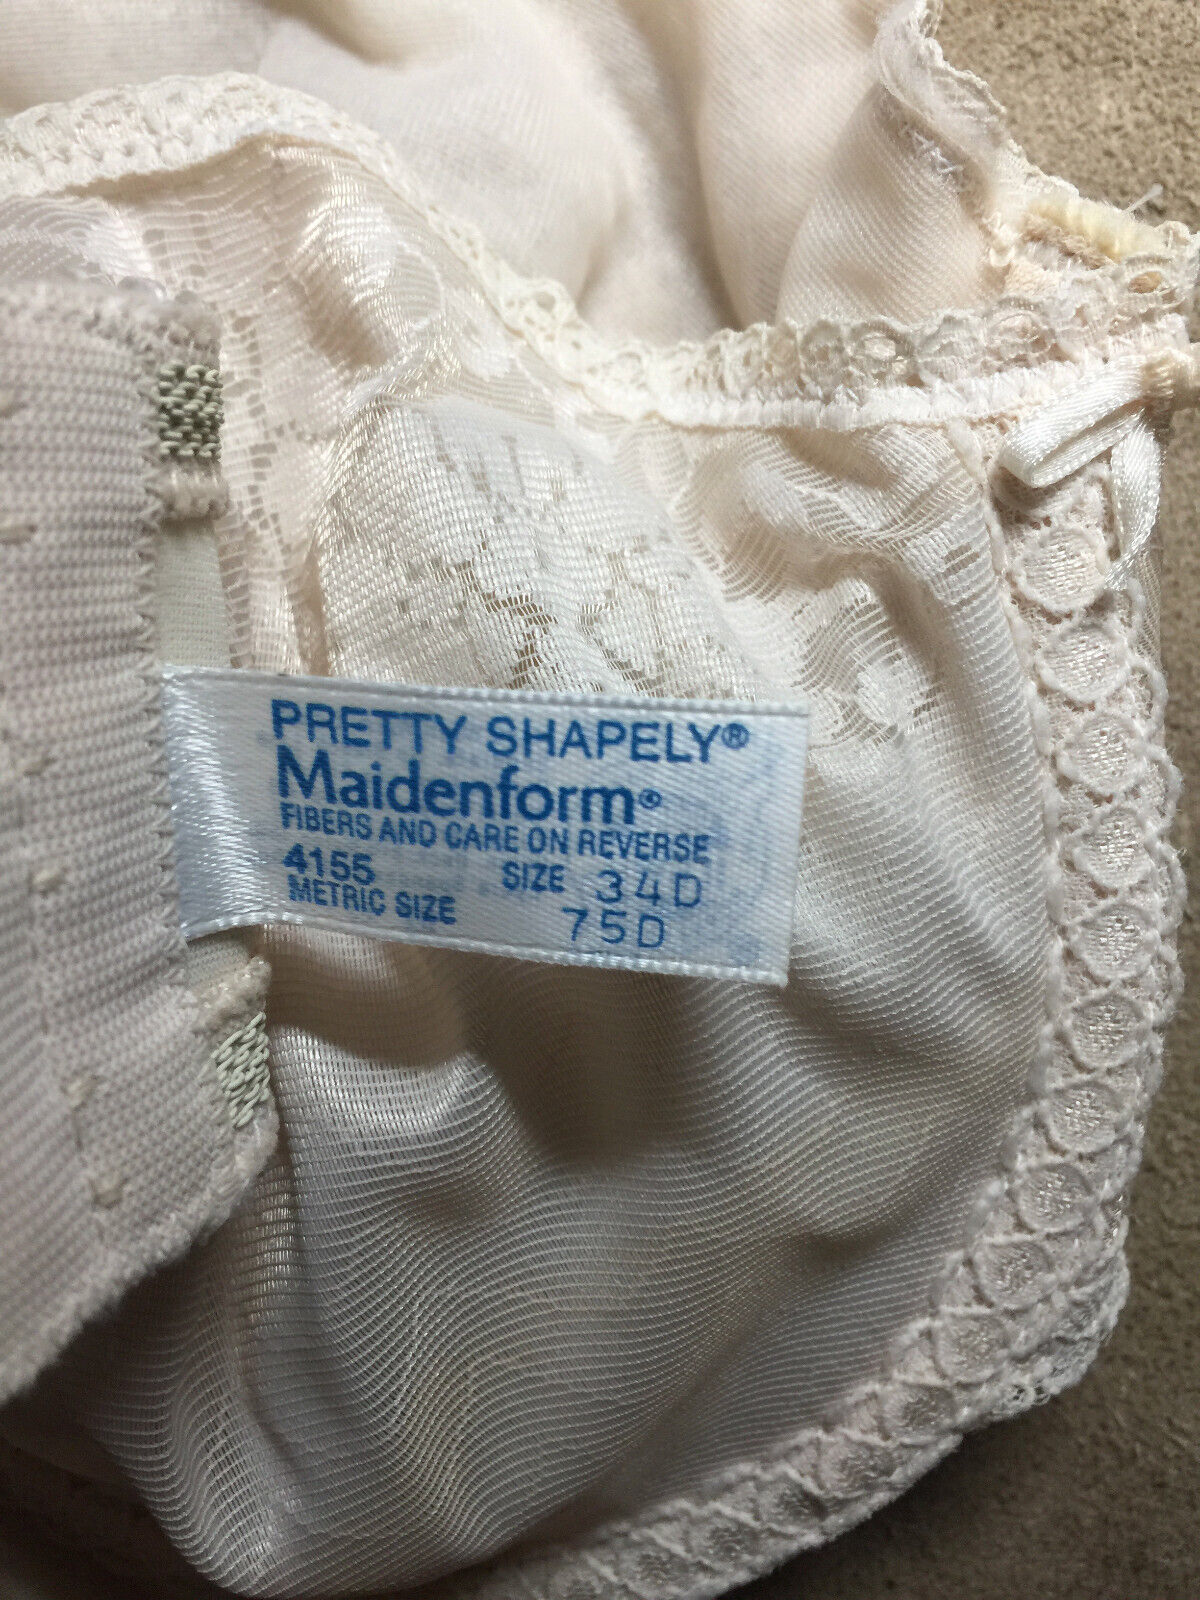 PRETTY SHAPELY®
Maidenform®
FIBERS AND CARE ON REVERSE
4155 SIZE 34D
METRIC SIZE 75D